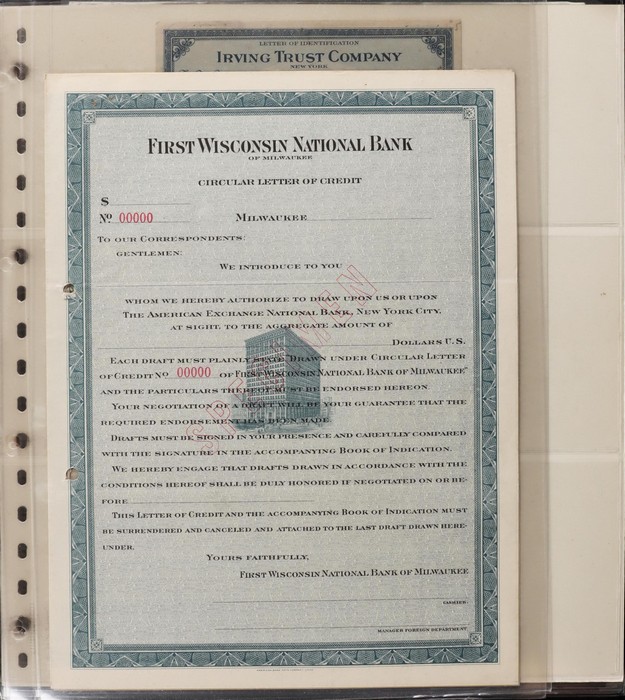 LETTER OF IDENTIFICATION
IRVING TRUST COMPANY
NEW YORK
FIRST WISCONSIN NATIONAL BANK
OF MILWAUKEE
CIRCULAR LETTER OF CREDIT
$
No 00000 MILWAUKEE
TO OUR CORRESPONDENTS:
GENTLEMEN:
WE INTRODUCE TO YOU
WHOM WE HEREBY AUTHORIZE TO DRAW UPON US OR UPON
THE AMERICAN EXCHANGE NATIONAL BANK, NEW YORK CITY,
AT SIGHT, TO THE AGGREGATE AMOUNT OF
DOLLARS U.S.
EACH DRAFT MUST PLAINLY STATE "DRAWN UNDER CIRCULAR LETTER
OF CREDIT No 00000 OF FIRST WISCONSIN NATIONAL BANK OF MILWAUKEE"
AND THE PARTICULARS THEREOF MUST BE ENDORSED HEREON.
YOUR NEGOTIATION OF A DRAFT WILL BE YOUR GUARANTEE THAT THE
REQUIRED ENDORSEMENT HAS BEEN MADE.
DRAFTS MUST BE SIGNED IN YOUR PRESENCE AND CAREFULLY COMPARED
WITH THE SIGNATURE IN THE ACCOMPANYING BOOK OF INDICATION.
WE HEREBY ENGAGE THAT DRAFTS DRAWN IN ACCORDANCE WITH THE
CONDITIONS HEREOF SHALL BE DULY HONORED IF NEGOTIATED ON OR BE-
FORE
THIS LETTER OF CREDIT AND THE ACCOMPANYING BOOK OF INDICATION MUST
BE SURRENDERED AND CANCELED AND ATTACHED TO THE LAST DRAFT DRAWN HERE-
UNDER.
YOURS FAITHFULLY,
FIRST WISCONSIN NATIONAL BANK OF MILWAUKEE
CASHIER.
MANAGER FOREIGN DEPARTMENT.
SPECIMEN